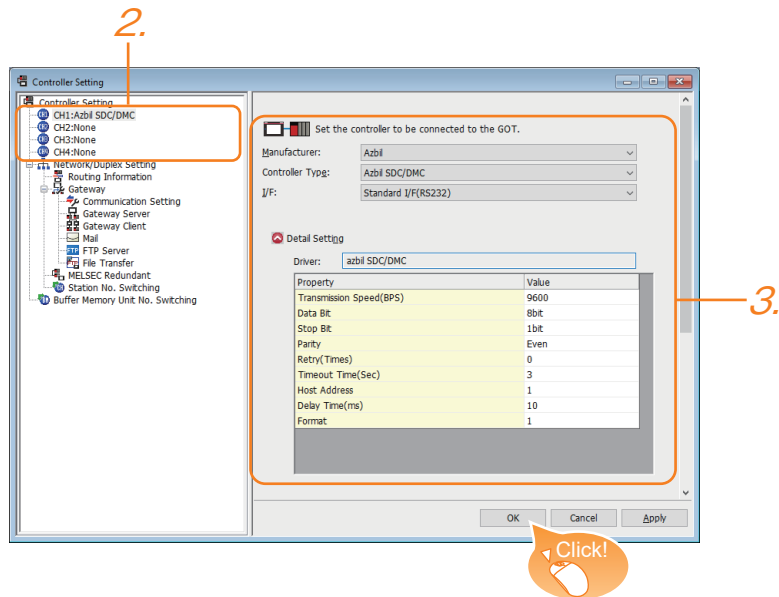 2.
Controller Setting
Controller Setting
CH1:Azbil SDC/DMC
CH2:None
CH3:None
CH4:None
Network/Duplex Setting
Routing Information
Gateway
Communication Setting
Gateway Server
Gateway Client
Mail
FTP FTP Server
File Transfer
MELSEC Redundant
Station No. Switching
Buffer Memory Unit No. Switching
Set the controller to be connected to the GOT.
Manufacturer: Azbil
Controller Type: Azbil SDC/DMC
I/F: Standard I/F(RS232)
Detail Setting
Driver: azbil SDC/DMC
Property Value
Transmission Speed(BPS) 9600
Data Bit 8bit
Stop Bit 1bit
Parity Even
Retry(Times) 0
Timeout Time(Sec) 3
Host Address 1
Delay Time(ms) 10
Format 1
3.
OK Cancel Apply
Click!